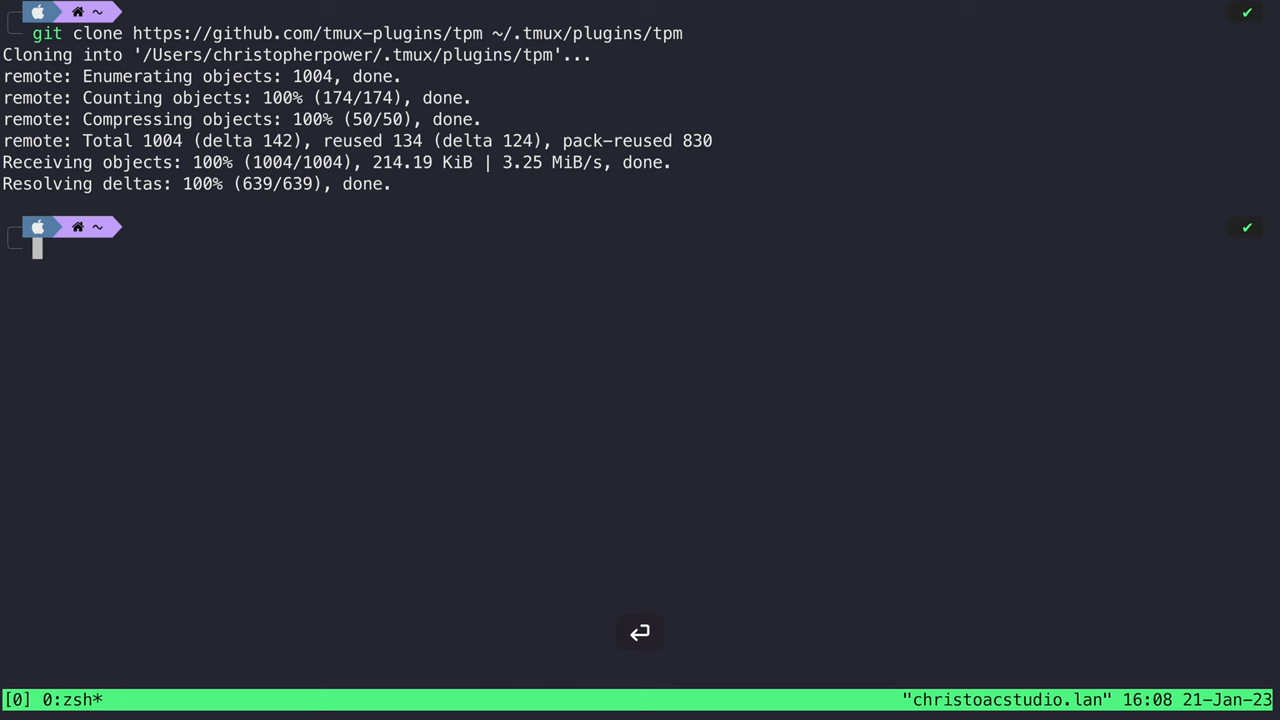 ~ ✔
git clone https://github.com/tmux-plugins/tpm ~/.tmux/plugins/tpm
Cloning into '/Users/christopherpower/.tmux/plugins/tpm'...
remote: Enumerating objects: 1004, done.
remote: Counting objects: 100% (174/174), done.
remote: Compressing objects: 100% (50/50), done.
remote: Total 1004 (delta 142), reused 134 (delta 124), pack-reused 830
Receiving objects: 100% (1004/1004), 214.19 KiB | 3.25 MiB/s, done.
Resolving deltas: 100% (639/639), done.
~ ✔
[0] 0:zsh* "christoacstudio.lan" 16:08 21-Jan-23